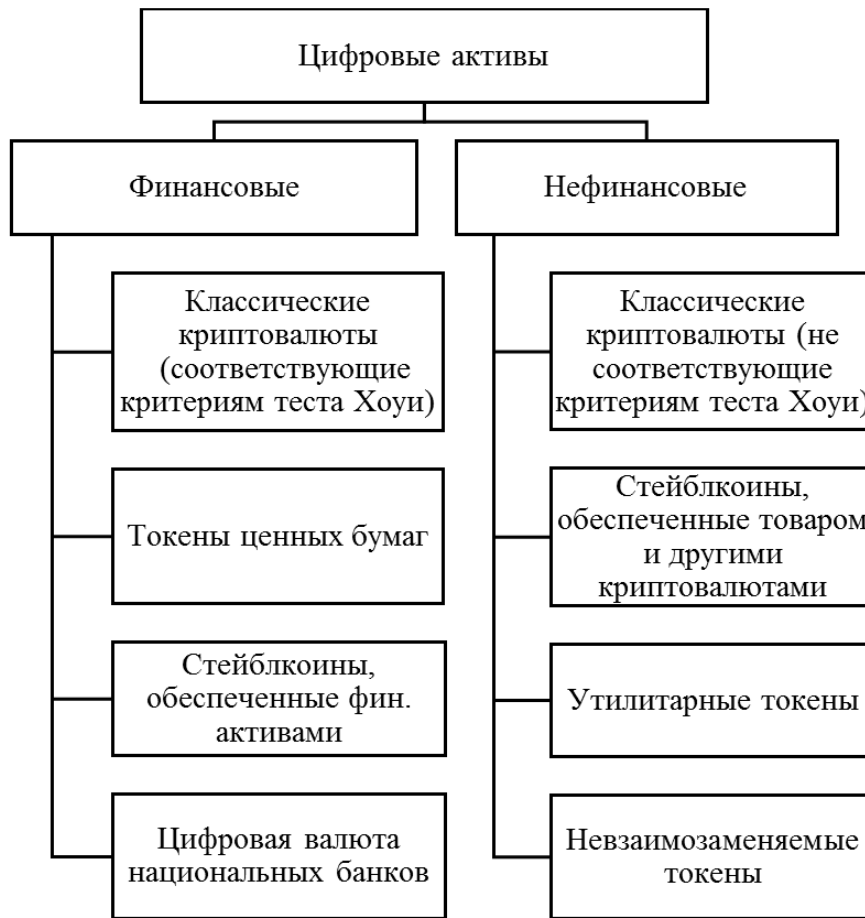 Цифровые активы
Финансовые
Нефинансовые
Классические
криптовалюты
(соответствующие
критериям теста Хоуи)
Классические
криптовалюты (не
соответствующие
критериям теста Хоуи)
Токены ценных бумаг
Стейблкоины,
обеспеченные товаром
и другими
криптовалютами
Стейблкоины,
обеспеченные фин.
активами
Утилитарные токены
Цифровая валюта
национальных банков
Невзаимозаменяемые
токены